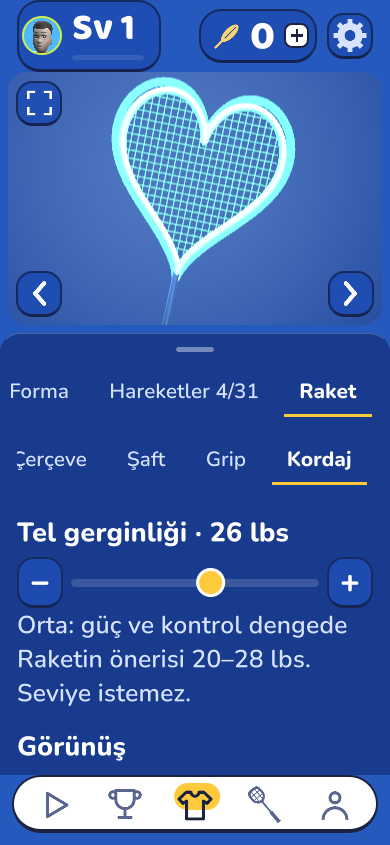 Sv 1
0
Forma Hareketler 4/31 Raket
Çerçeve Şaft Grip Kordaj
Tel gerginliği · 26 lbs
Orta: güç ve kontrol dengede
Raketin önerisi 20–28 lbs.
Seviye istemez.
Görünüş